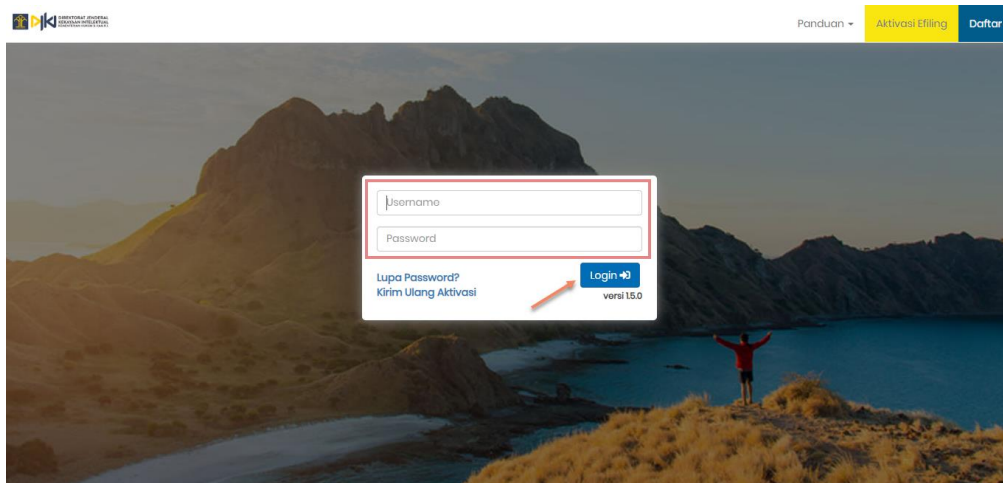 DIREKTORAT JENDERAL
KEKAYAAN INTELEKTUAL
Panduan
Aktivasi Efiling
Daftar
Username
Password
Lupa Password?
Login
Kirim Ulang Aktivasi
versi 1.5.0